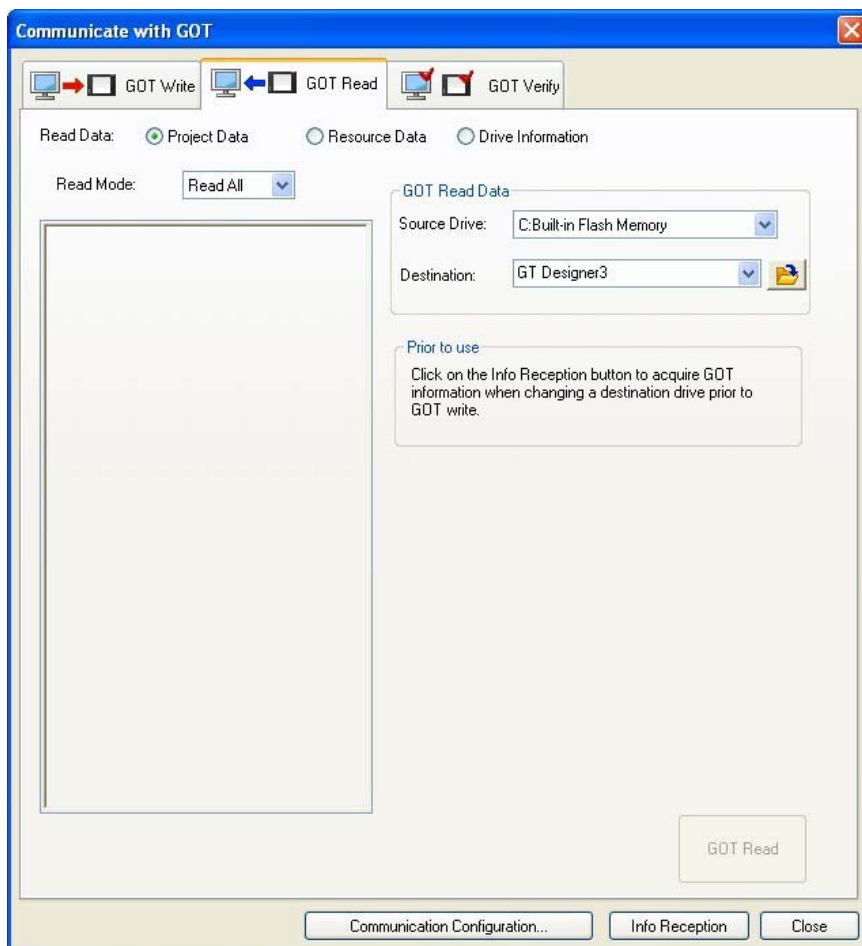 Communicate with GOT
GOT Write
GOT Read
GOT Verify
Read Data: Project Data Resource Data Drive Information
Read Mode: Read All
GOT Read Data
Source Drive: C:Built-in Flash Memory
Destination: GT Designer3
Prior to use
Click on the Info Reception button to acquire GOT
information when changing a destination drive prior to
GOT write.
GOT Read
Communication Configuration... Info Reception Close